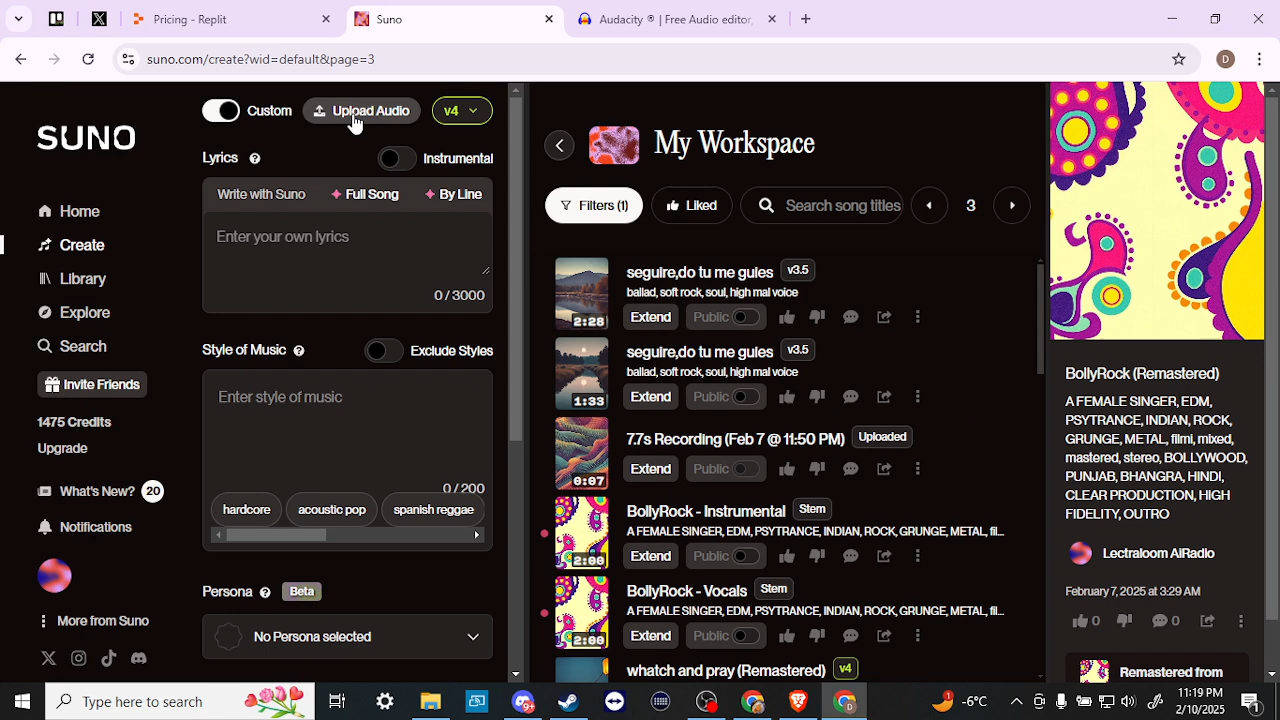 Pricing - Replit
Suno
Audacity ® | Free Audio editor,
suno.com/create?wid=default&page=3
D
SUNO
Home
Create
Library
Explore
Search
Invite Friends
1475 Credits
Upgrade
What's New? 20
Notifications
More from Suno
Custom
Upload Audio
v4
Lyrics
Instrumental
Write with Suno
Full Song
By Line
Enter your own lyrics
0 / 3000
Style of Music
Exclude Styles
Enter style of music
0 / 200
hardcore
acoustic pop
spanish reggae
Persona
Beta
No Persona selected
My Workspace
Filters (1)
Liked
Search song titles
3
seguire,do tu me guies v3.5
ballad, soft rock, soul, high mal voice
2:28
Extend
Public
seguire,do tu me guies v3.5
ballad, soft rock, soul, high mal voice
1:33
Extend
Public
7.7s Recording (Feb 7 @ 11:50 PM) Uploaded
0:07
Extend
Public
BollyRock - Instrumental Stem
A FEMALE SINGER, EDM, PSYTRANCE, INDIAN, ROCK, GRUNGE, METAL, fil...
2:00
Extend
Public
BollyRock - Vocals Stem
A FEMALE SINGER, EDM, PSYTRANCE, INDIAN, ROCK, GRUNGE, METAL, fil...
2:00
Extend
Public
whatch and pray (Remastered) v4
BollyRock (Remastered)
A FEMALE SINGER, EDM,
PSYTRANCE, INDIAN, ROCK,
GRUNGE, METAL, filmi, mixed,
mastered, stereo, BOLLYWOOD,
PUNJAB, BHANGRA, HINDI,
CLEAR PRODUCTION, HIGH
FIDELITY, OUTRO
Lectraloom AIRadio
February 7, 2025 at 3:29 AM
0
0
Remastered from
Type here to search
9+
D
1
-6°C
11:19 PM
2/10/2025
1